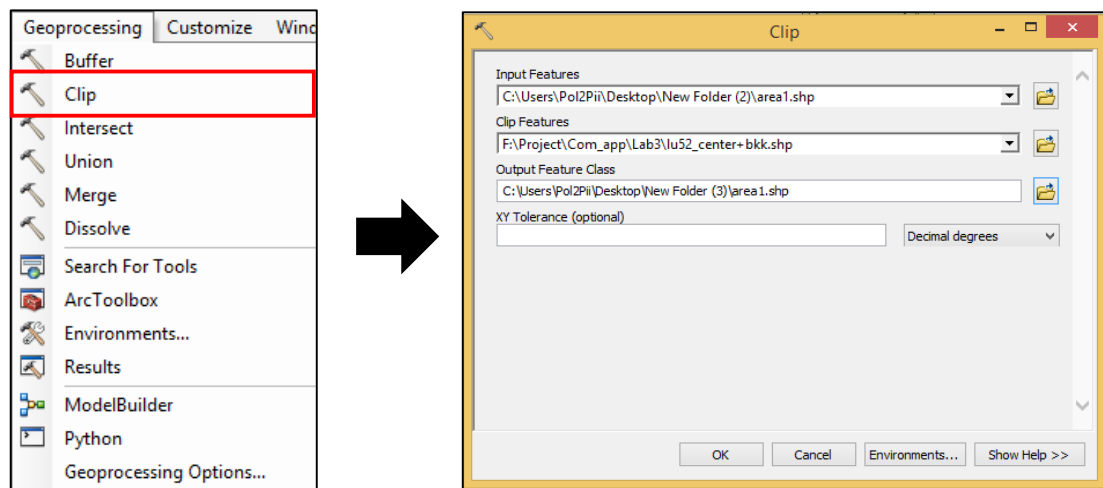 Geoprocessing Customize Wind
Buffer
Clip
Intersect
Union
Merge
Dissolve
Search For Tools
ArcToolbox
Environments...
Results
ModelBuilder
Python
Geoprocessing Options...
Clip
Input Features
C:\Users\Pol2Pii\Desktop\New Folder (2)\area1.shp
Clip Features
F:\Project\Com_app\Lab3\lu52_center+bkk.shp
Output Feature Class
C:\Users\Pol2Pii\Desktop\New Folder (3)\area1.shp
XY Tolerance (optional)
Decimal degrees
OK Cancel Environments... Show Help >>